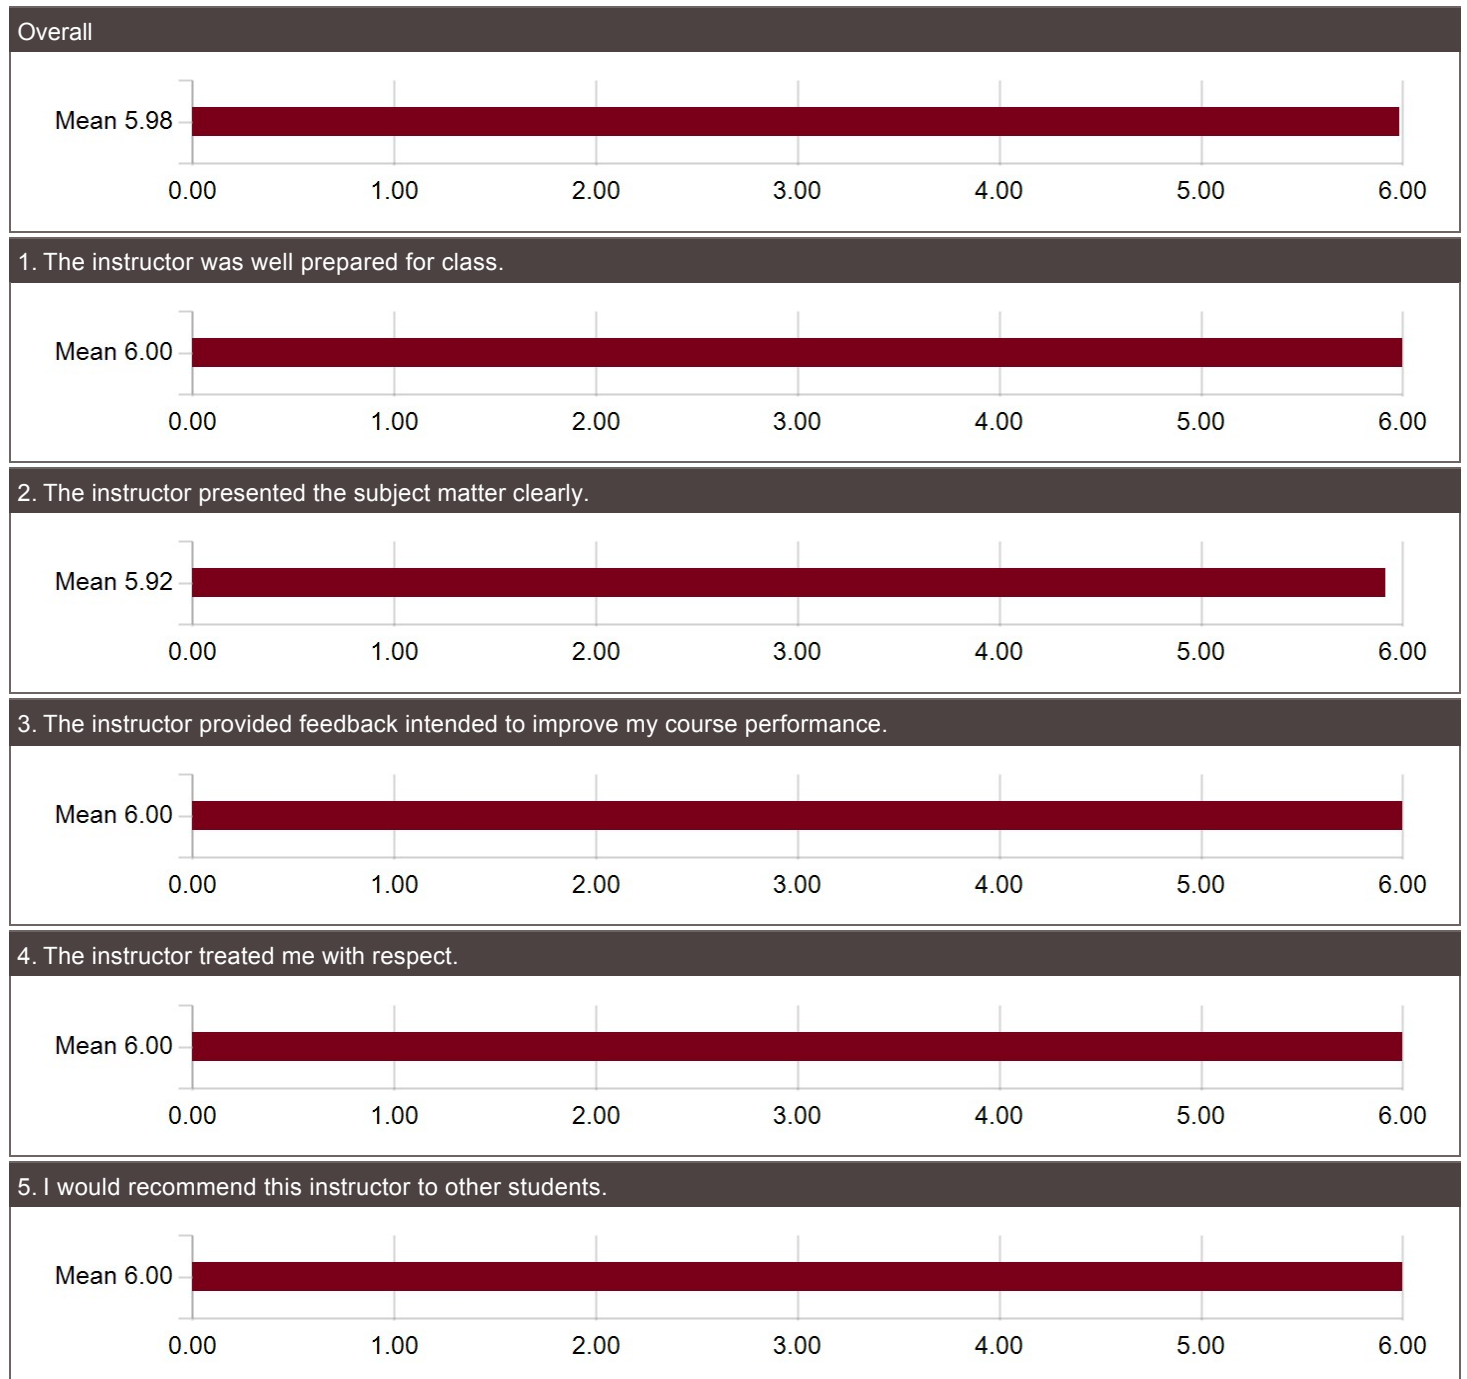 Overall
Mean 5.98
0.00 1.00 2.00 3.00 4.00 5.00 6.00
1. The instructor was well prepared for class.
Mean 6.00
0.00 1.00 2.00 3.00 4.00 5.00 6.00
2. The instructor presented the subject matter clearly.
Mean 5.92
0.00 1.00 2.00 3.00 4.00 5.00 6.00
3. The instructor provided feedback intended to improve my course performance.
Mean 6.00
0.00 1.00 2.00 3.00 4.00 5.00 6.00
4. The instructor treated me with respect.
Mean 6.00
0.00 1.00 2.00 3.00 4.00 5.00 6.00
5. I would recommend this instructor to other students.
Mean 6.00
0.00 1.00 2.00 3.00 4.00 5.00 6.00